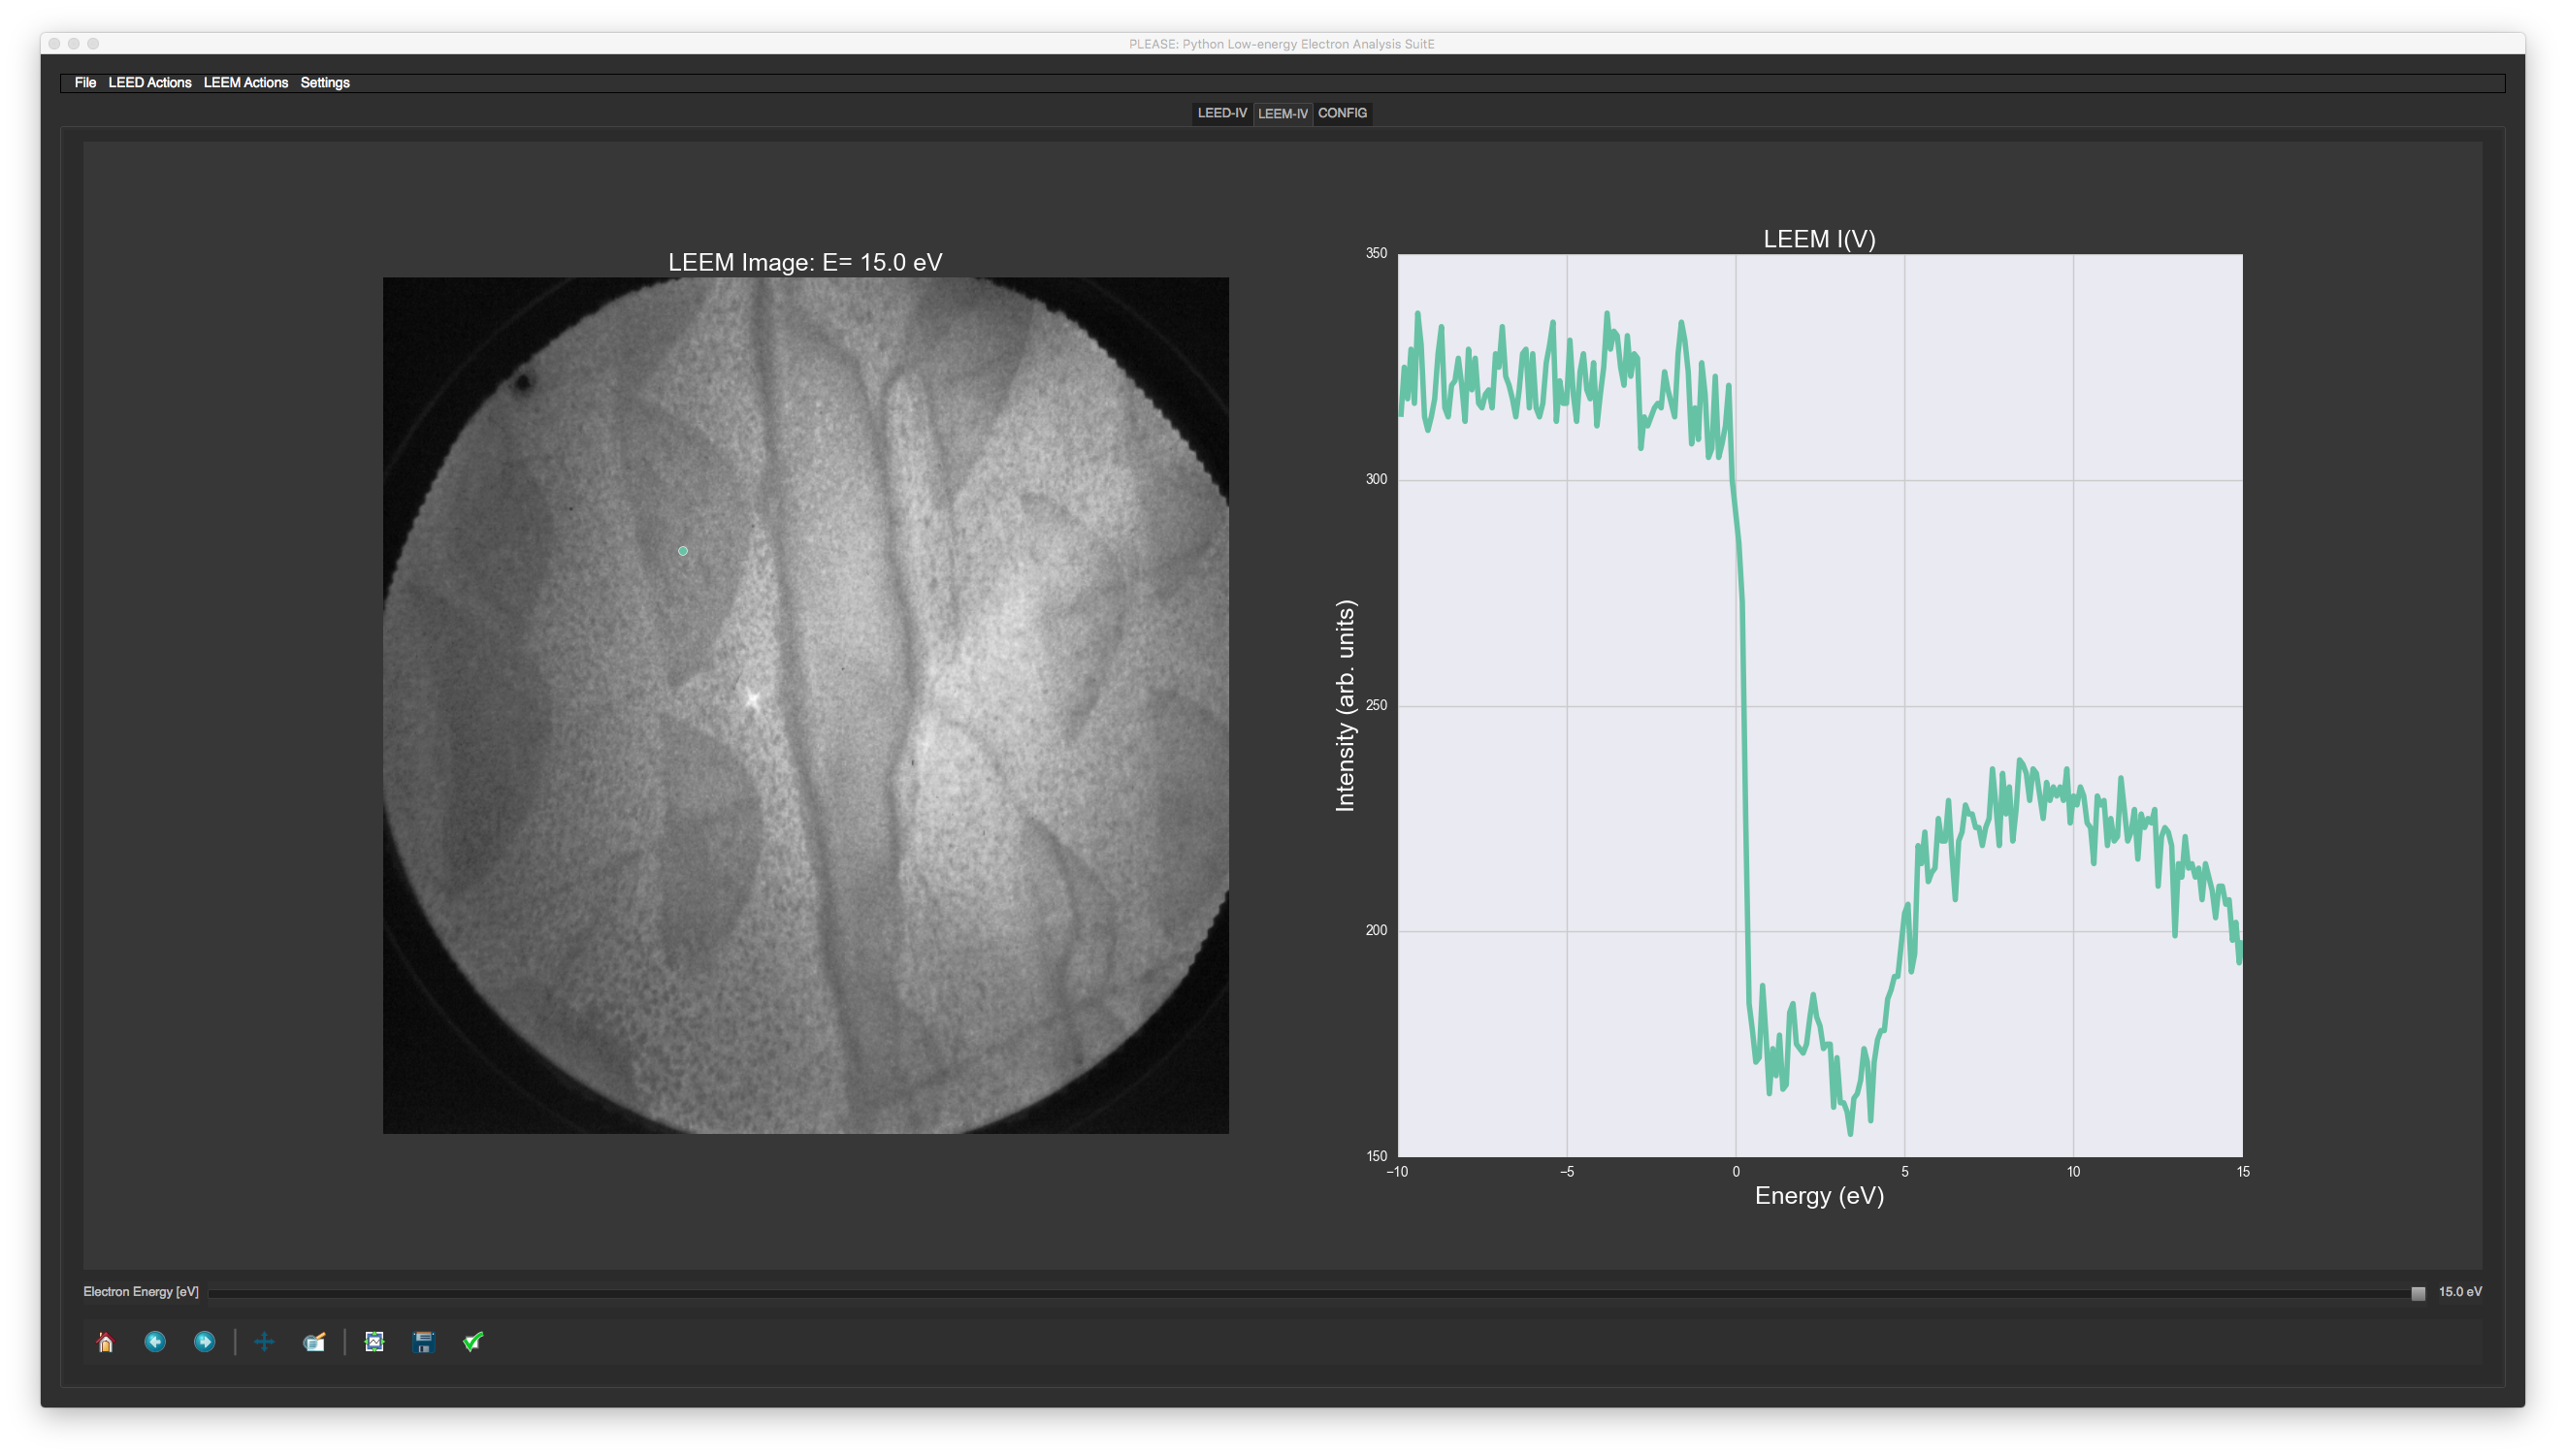 PLEASE: Python Low-energy Electron Analysis SuitE
File LEED Actions LEEM Actions Settings
LEED-IV LEEM-IV CONFIG
LEEM Image: E= 15.0 eV
LEEM I(V)
350
300
250
200
150
Intensity (arb. units)
−10 −5 0 5 10 15
Energy (eV)
Electron Energy [eV] 15.0 eV